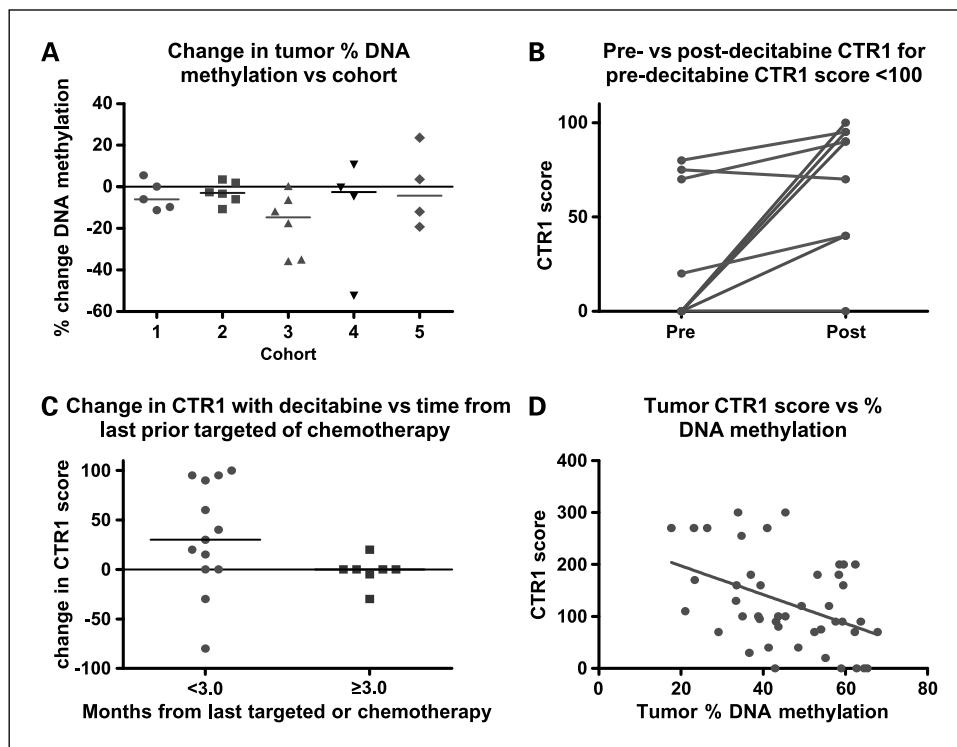 A
Change in tumor % DNA
methylation vs cohort
% change DNA methylation
40
20
0
-20
-40
-60
1 2 3 4 5
Cohort
B
Pre- vs post-decitabine CTR1 for
pre-decitabine CTR1 score <100
CTR1 score
100
50
0
Pre Post
C
Change in CTR1 with decitabine vs time from
last prior targeted of chemotherapy
change in CTR1 score
100
50
0
-50
-100
<3.0 ≥3.0
Months from last targeted or chemotherapy
D
Tumor CTR1 score vs %
DNA methylation
CTR1 score
400
300
200
100
0
0 20 40 60 80
Tumor % DNA methylation